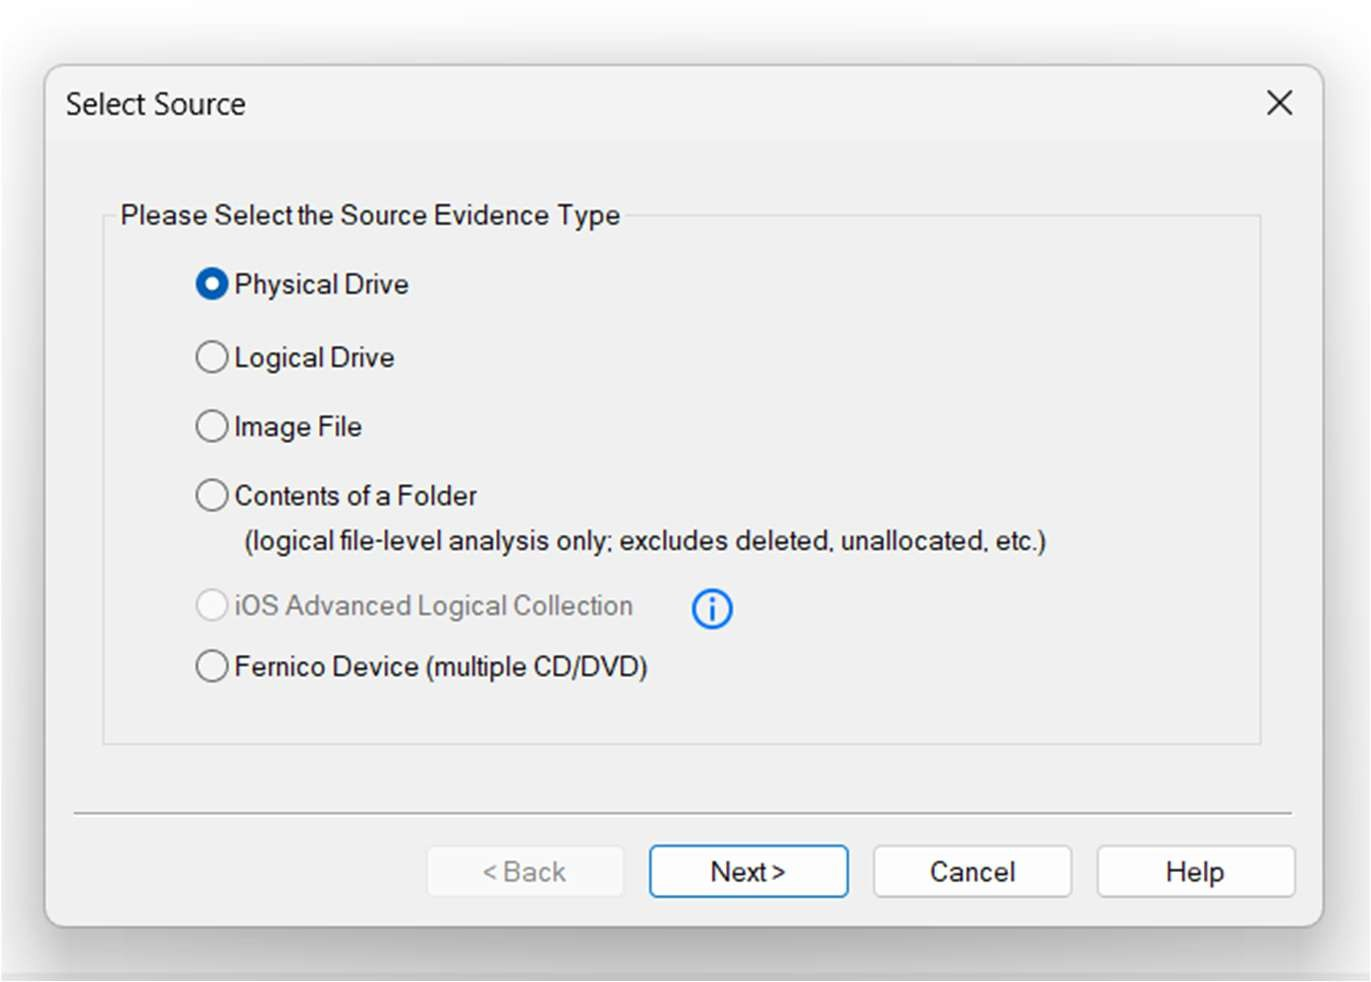 Select Source
Please Select the Source Evidence Type
Physical Drive
Logical Drive
Image File
Contents of a Folder
(logical file-level analysis only; excludes deleted, unallocated, etc.)
iOS Advanced Logical Collection
Fernico Device (multiple CD/DVD)
< Back Next > Cancel Help